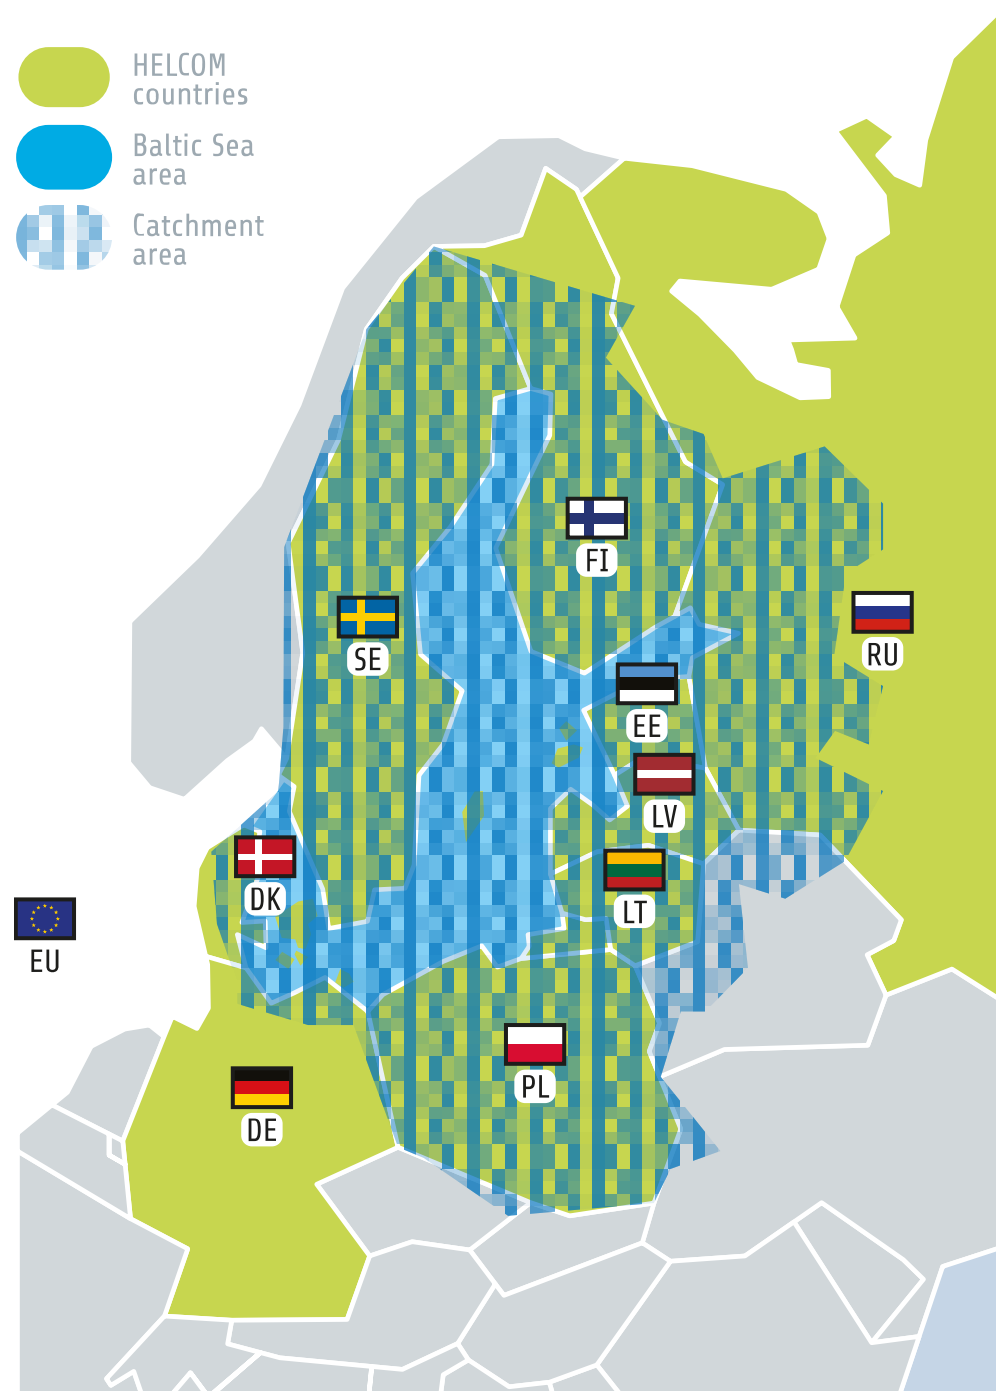 HELCOM
countries
Baltic Sea
area
Catchment
area
FI
SE
RU
EE
LV
DK
LT
EU
PL
DE